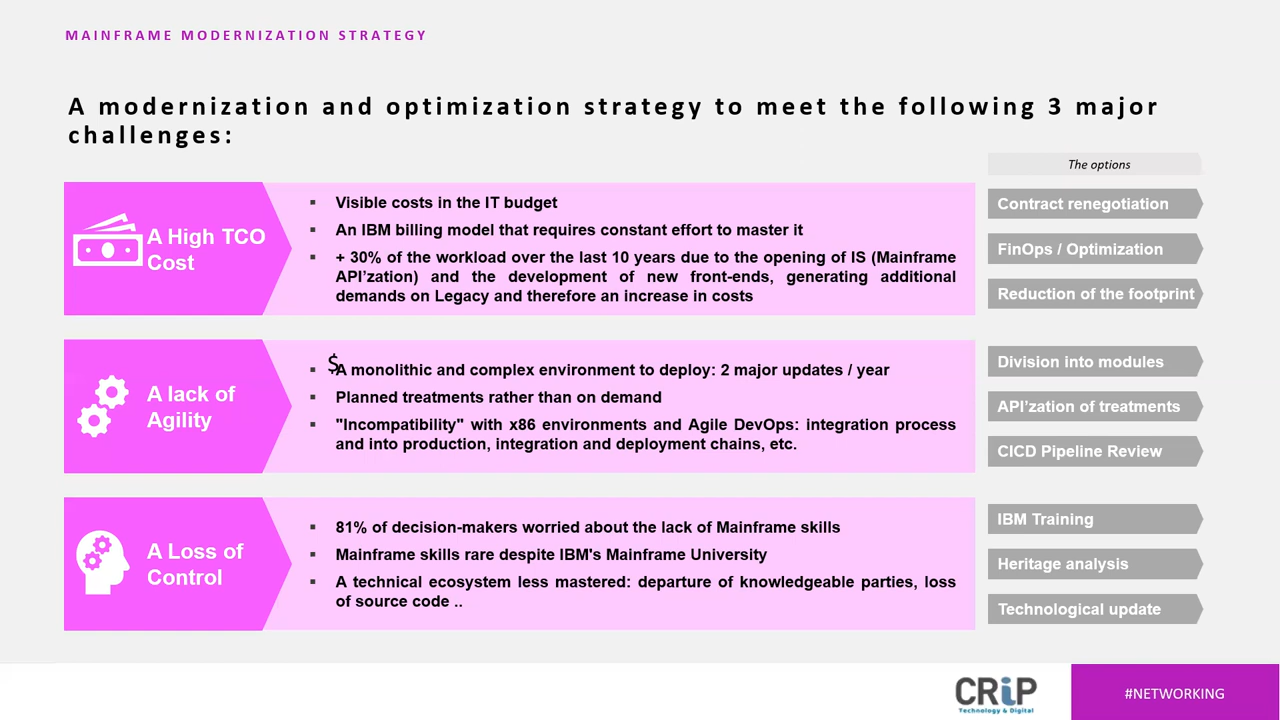 MAINFRAME MODERNIZATION STRATEGY
A modernization and optimization strategy to meet the following 3 major
challenges:
The options
A High TCO
Cost
▪ Visible costs in the IT budget
▪ An IBM billing model that requires constant effort to master it
▪ + 30% of the workload over the last 10 years due to the opening of IS (Mainframe
API’zation) and the development of new front-ends, generating additional
demands on Legacy and therefore an increase in costs
Contract renegotiation
FinOps / Optimization
Reduction of the footprint
A lack of
Agility
$
▪ A monolithic and complex environment to deploy: 2 major updates / year
▪ Planned treatments rather than on demand
▪ "Incompatibility" with x86 environments and Agile DevOps: integration process
and into production, integration and deployment chains, etc.
Division into modules
API’zation of treatments
CICD Pipeline Review
A Loss of
Control
▪ 81% of decision-makers worried about the lack of Mainframe skills
▪ Mainframe skills rare despite IBM's Mainframe University
▪ A technical ecosystem less mastered: departure of knowledgeable parties, loss
of source code ..
IBM Training
Heritage analysis
Technological update
CRiP
Technology & Digital
#NETWORKING